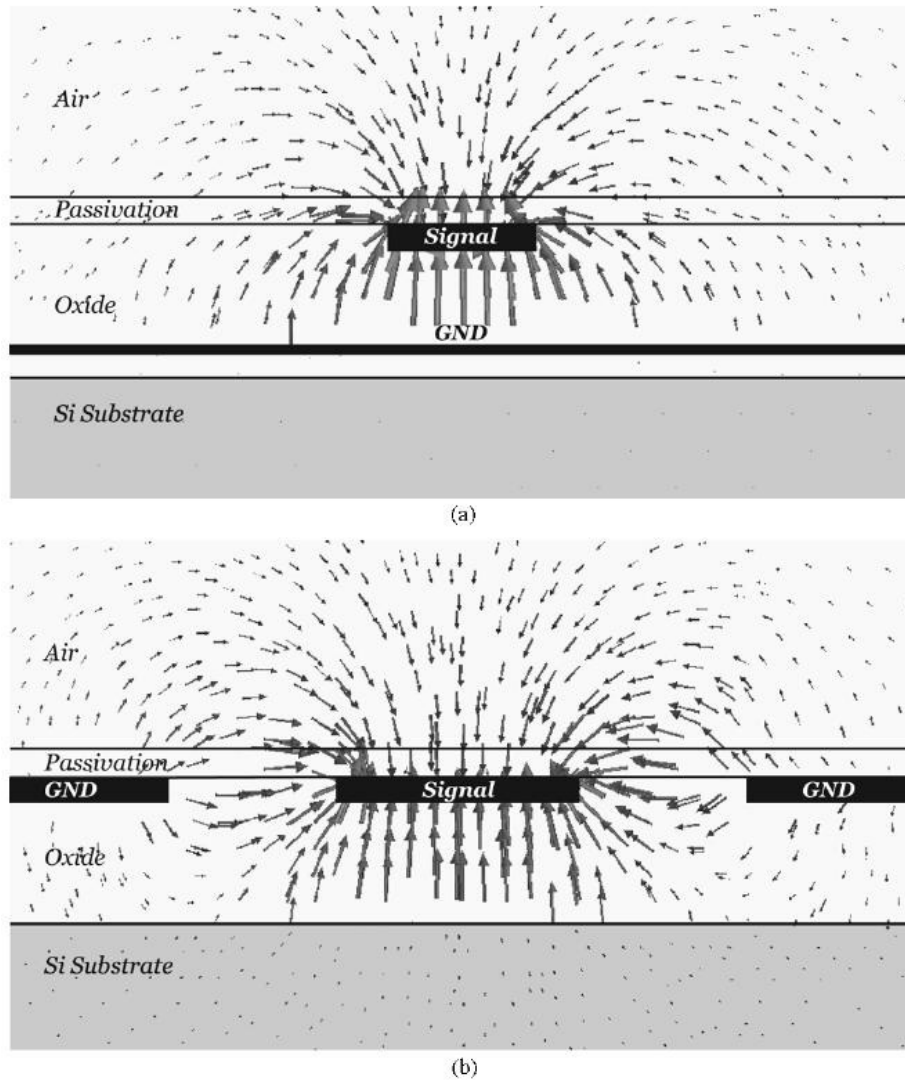 Air
Passivation
Signal
Oxide
GND
Si Substrate
(a)
Air
Passivation
GND Signal GND
Oxide
Si Substrate
(b)